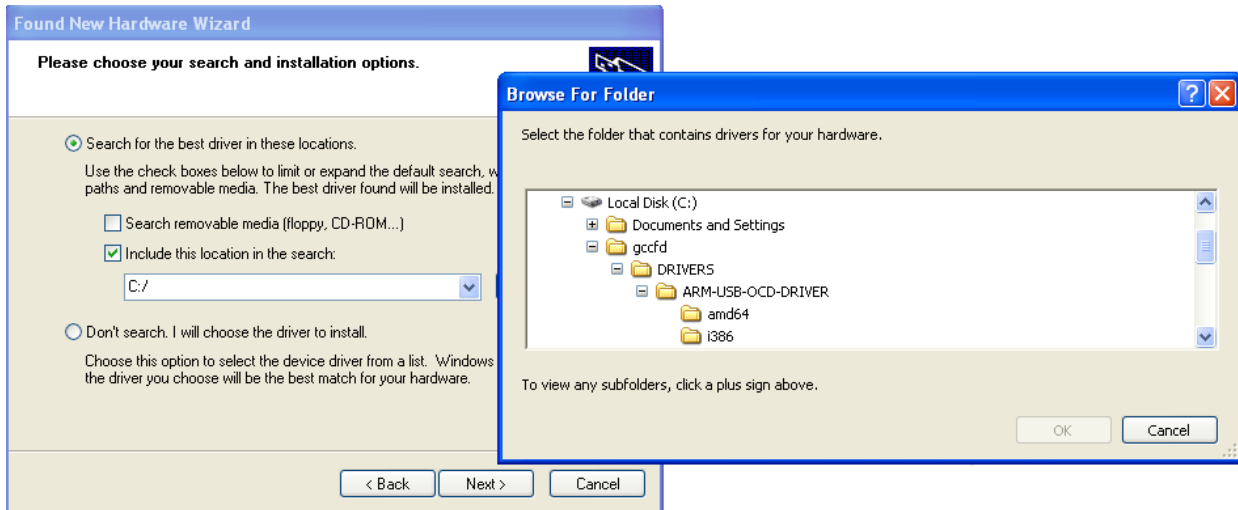 Found New Hardware Wizard
Please choose your search and installation options.
Search for the best driver in these locations.
Use the check boxes below to limit or expand the default search, w
paths and removable media. The best driver found will be installed.
Search removable media (floppy, CD-ROM...)
Include this location in the search:
C:/
Don't search. I will choose the driver to install.
Choose this option to select the device driver from a list. Windows
the driver you choose will be the best match for your hardware.
< Back
Next >
Cancel
Browse For Folder
Select the folder that contains drivers for your hardware.
Local Disk (C:)
Documents and Settings
gccfd
DRIVERS
ARM-USB-OCD-DRIVER
amd64
i386
To view any subfolders, click a plus sign above.
OK
Cancel